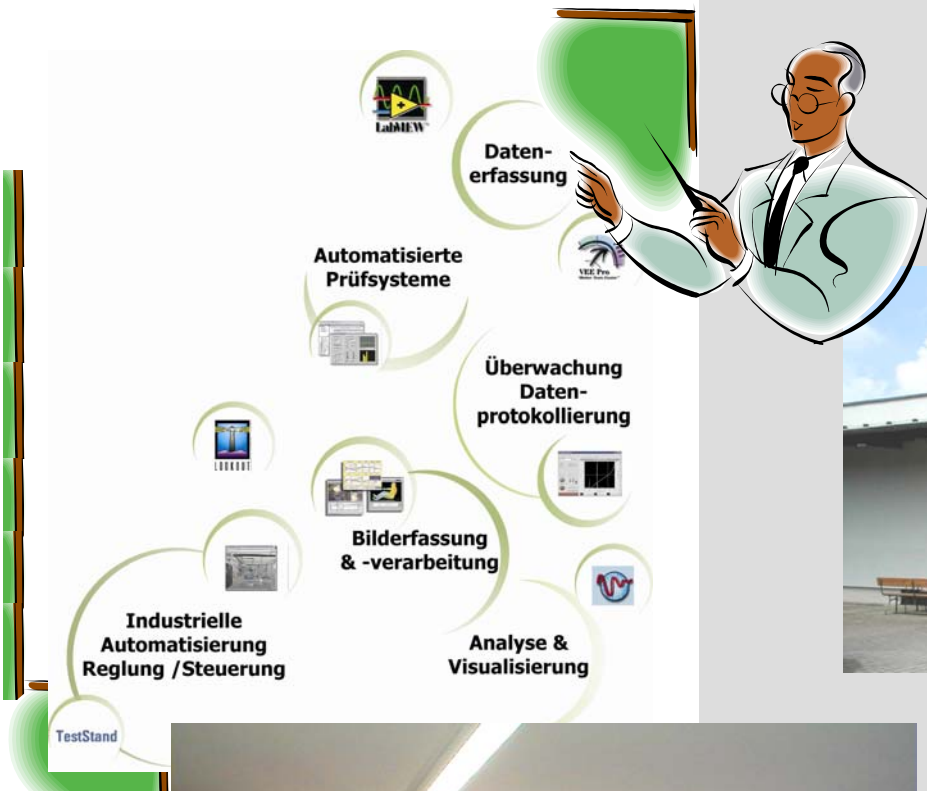 LabVIEW
Daten-
erfassung
VEE Pro
Automatisierte
Prüfsysteme
Überwachung
Daten-
protokollierung
LOOKOUT
Bilderfassung
& -verarbeitung
Industrielle
Automatisierung
Reglung /Steuerung
Analyse &
Visualisierung
TestStand